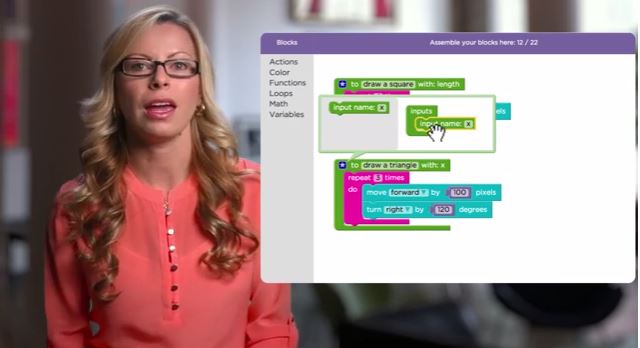 Blocks
Assemble your blocks here: 12 / 22
Actions
Color
Functions
Loops
Math
Variables
to draw a square with: length
input name: x
inputs
input name: x
to draw a triangle with: x
repeat 3 times
do
move forward by 100 pixels
turn right by 120 degrees